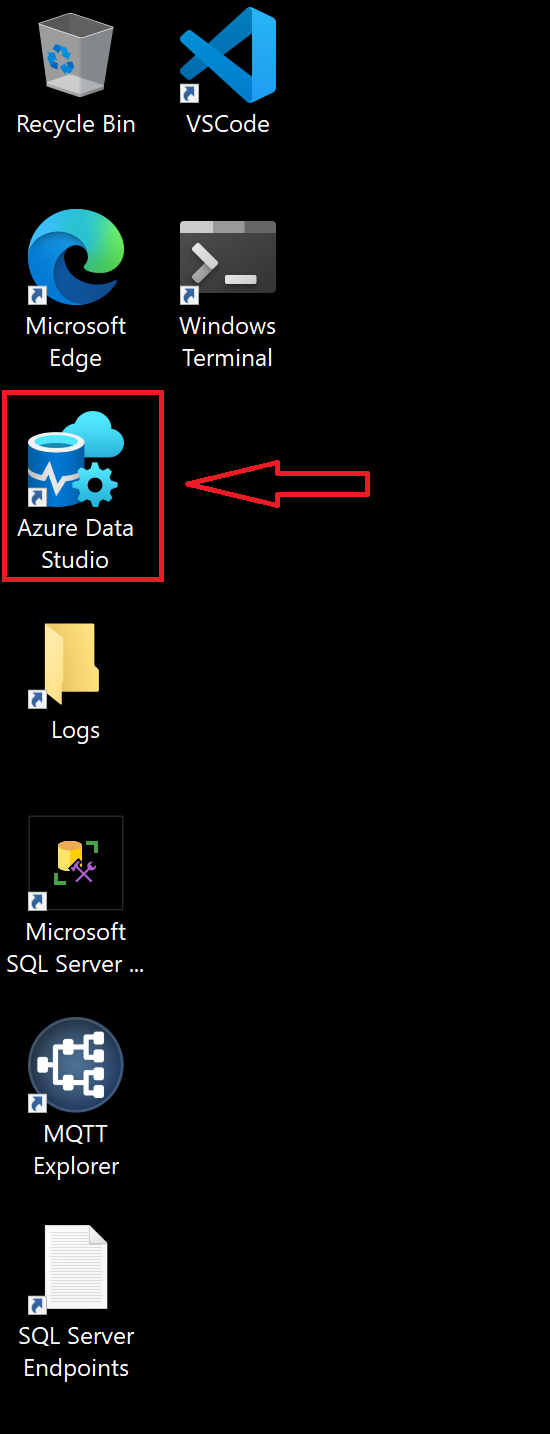 Recycle Bin
VSCode
Microsoft
Edge
Windows
Terminal
Azure Data
Studio
Logs
Microsoft
SQL Server ...
MQTT
Explorer
SQL Server
Endpoints